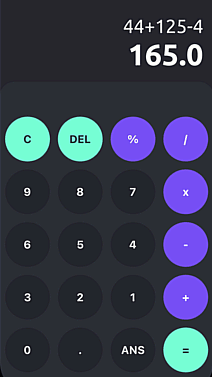 44+125-4
165.0
C DEL % /
9 8 7 x
6 5 4 -
3 2 1 +
0 . ANS =